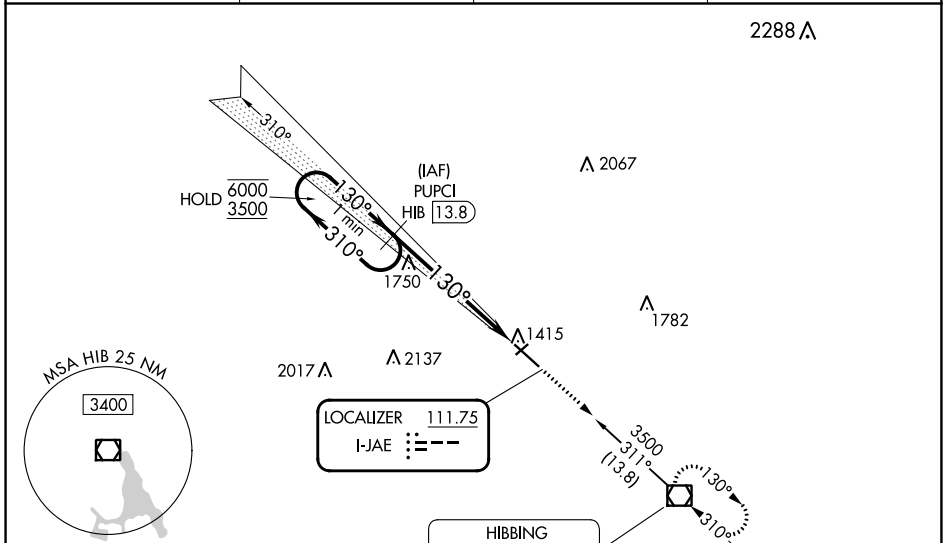 2288
310°
2067
(IAF)
PUPCI
HIB 13.8
HOLD 6000
3500
130°
1 min
310°
1750
130°
1415
1782
2017
2137
MSA HIB 25 NM
3400
LOCALIZER 111.75
I-JAE
3500
311°
(13.8)
130°
310°
HIBBING